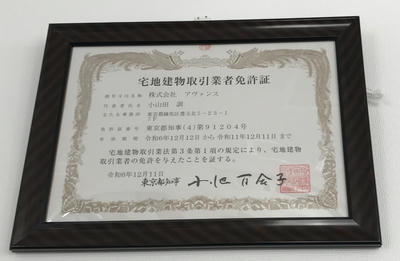 宅地建物取引業者免許証
商号又は名称 株式会社 アヴァンス
代表者氏名 小山田 訓
主たる事務所 東京都練馬区豊玉北5-25-1
2F
免許証番号 東京都知事(4)第91204号
有効期間 令和6年12月12日 から 令和11年12月11日 まで
宅地建物取引業法第3条第1項の規定により、宅地建物
取引業者の免許を与えたことを証する。
令和6年12月11日
東京都知事 小池百合子